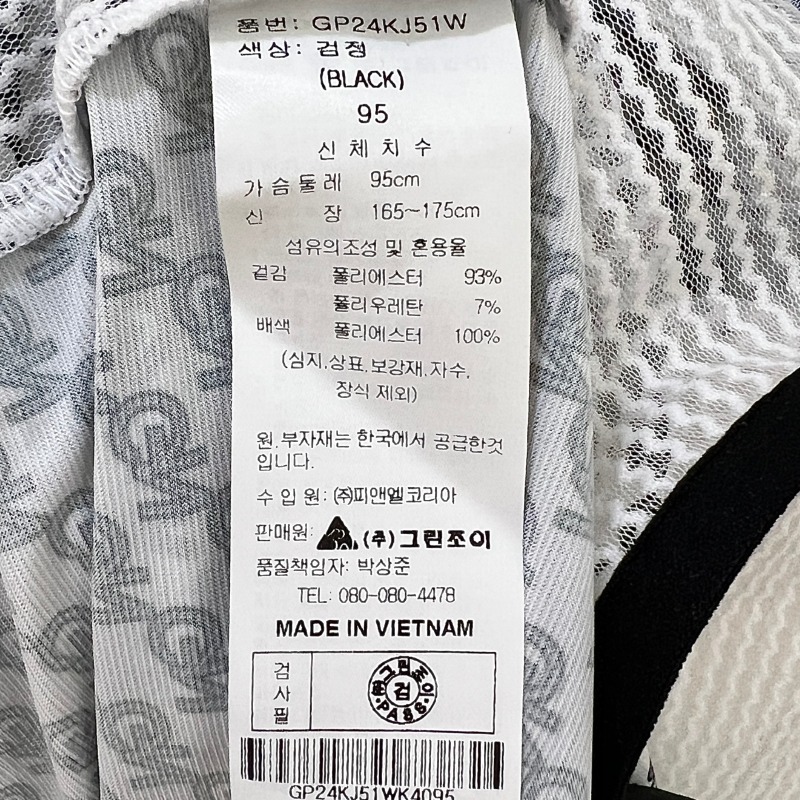 품번: GP24KJ51W
색상: 검정
(BLACK)
95
신체치수
가슴둘레 95cm
신 장 165~175cm
섬유의조성 및 혼용율
겉감 폴리에스터 93%
폴리우레탄 7%
배색 폴리에스터 100%
(심지,상표,보강재,자수,
장식 제외)
원,부자재는 한국에서 공급한것
입니다.
수 입 원: ㈜피앤엘코리아
판매원: (주)그린조이
품질책임자: 박상준
TEL: 080-080-4478
MADE IN VIETNAM
검사필
그린조이
검
PASS
GP24KJ51WK4095